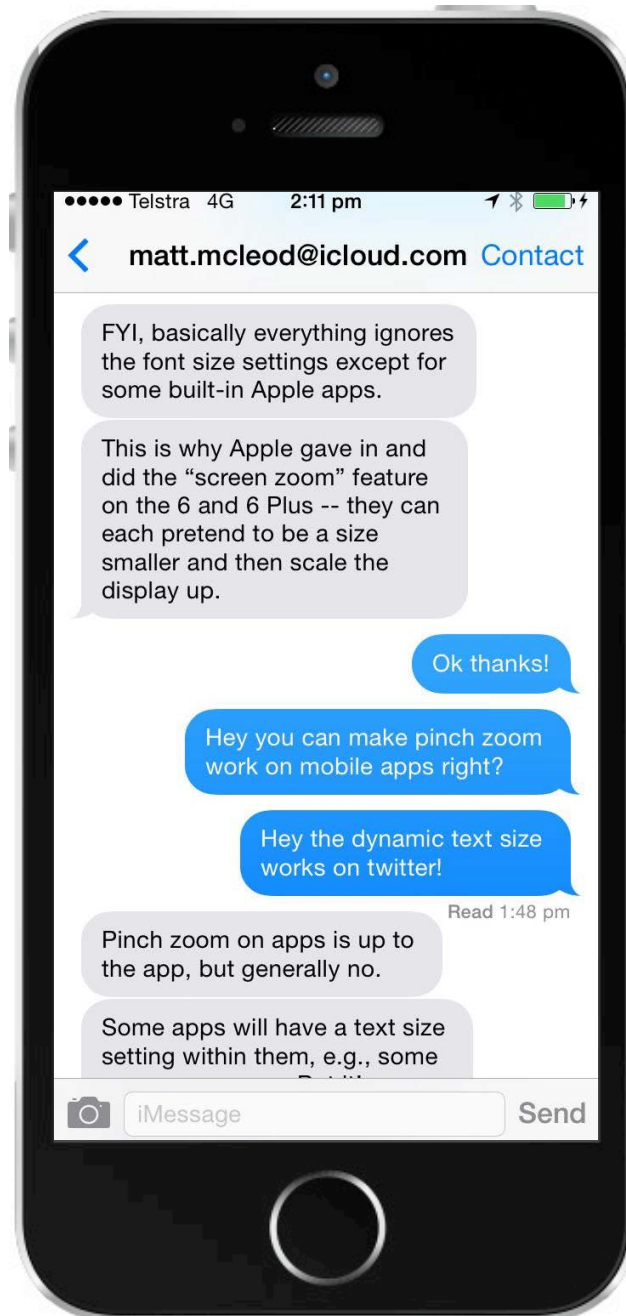 Telstra 4G 2:11 pm
matt.mcleod@icloud.com Contact
FYI, basically everything ignores
the font size settings except for
some built-in Apple apps.
This is why Apple gave in and
did the “screen zoom” feature
on the 6 and 6 Plus -- they can
each pretend to be a size
smaller and then scale the
display up.
Ok thanks!
Hey you can make pinch zoom
work on mobile apps right?
Hey the dynamic text size
works on twitter!
Read 1:48 pm
Pinch zoom on apps is up to
the app, but generally no.
Some apps will have a text size
setting within them, e.g., some
iMessage Send